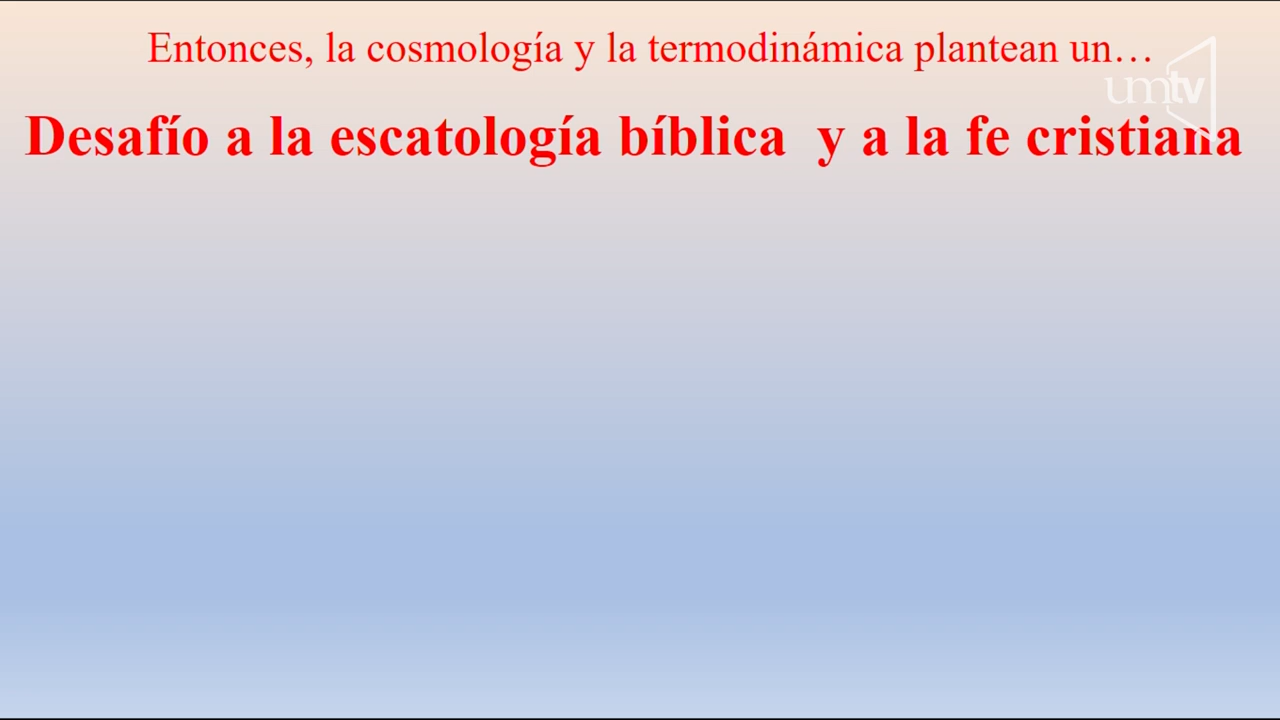 Entonces, la cosmología y la termodinámica plantean un…
umtv
Desafío a la escatología bíblica y a la fe cristiana